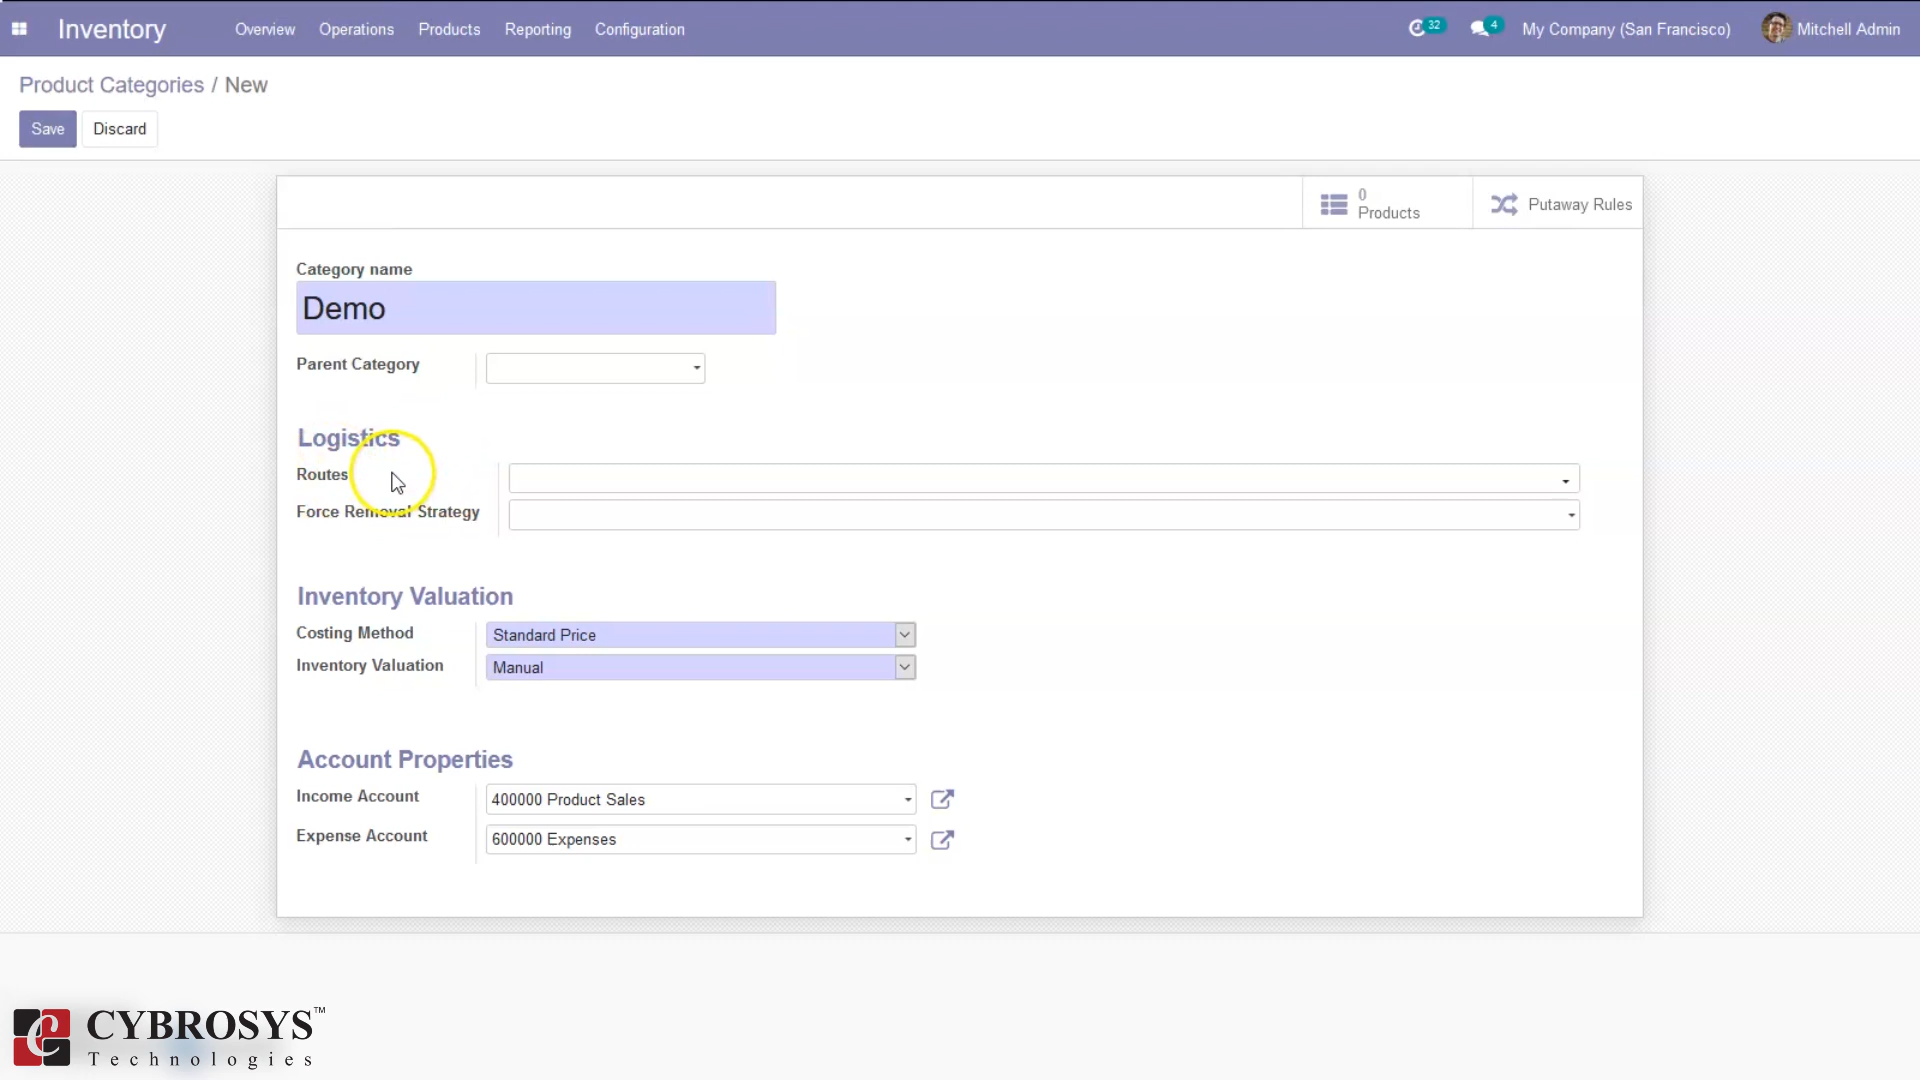 Inventory Overview Operations Products Reporting Configuration 32 4 My Company (San Francisco) Mitchell Admin
Product Categories / New
Save Discard
0
Products
Putaway Rules
Category name
Demo
Parent Category
Logistics
Routes
Force Removal Strategy
Inventory Valuation
Costing Method Standard Price
Inventory Valuation Manual
Account Properties
Income Account 400000 Product Sales
Expense Account 600000 Expenses
CYBROSYS™
Technologies